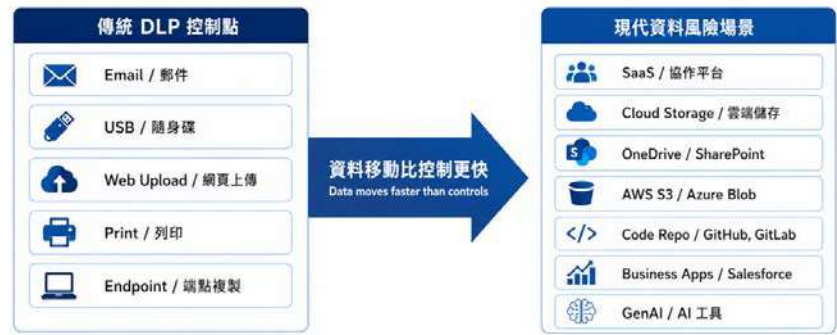 傳統 DLP 控制點
Email / 郵件
USB / 隨身碟
Web Upload / 網頁上傳
Print / 列印
Endpoint / 端點複製
資料移動比控制更快
Data moves faster than controls
現代資料風險場景
SaaS / 協作平台
Cloud Storage / 雲端儲存
S
OneDrive / SharePoint
AWS S3 / Azure Blob
</> Code Repo / GitHub, GitLab
Business Apps / Salesforce
GenAI / AI 工具